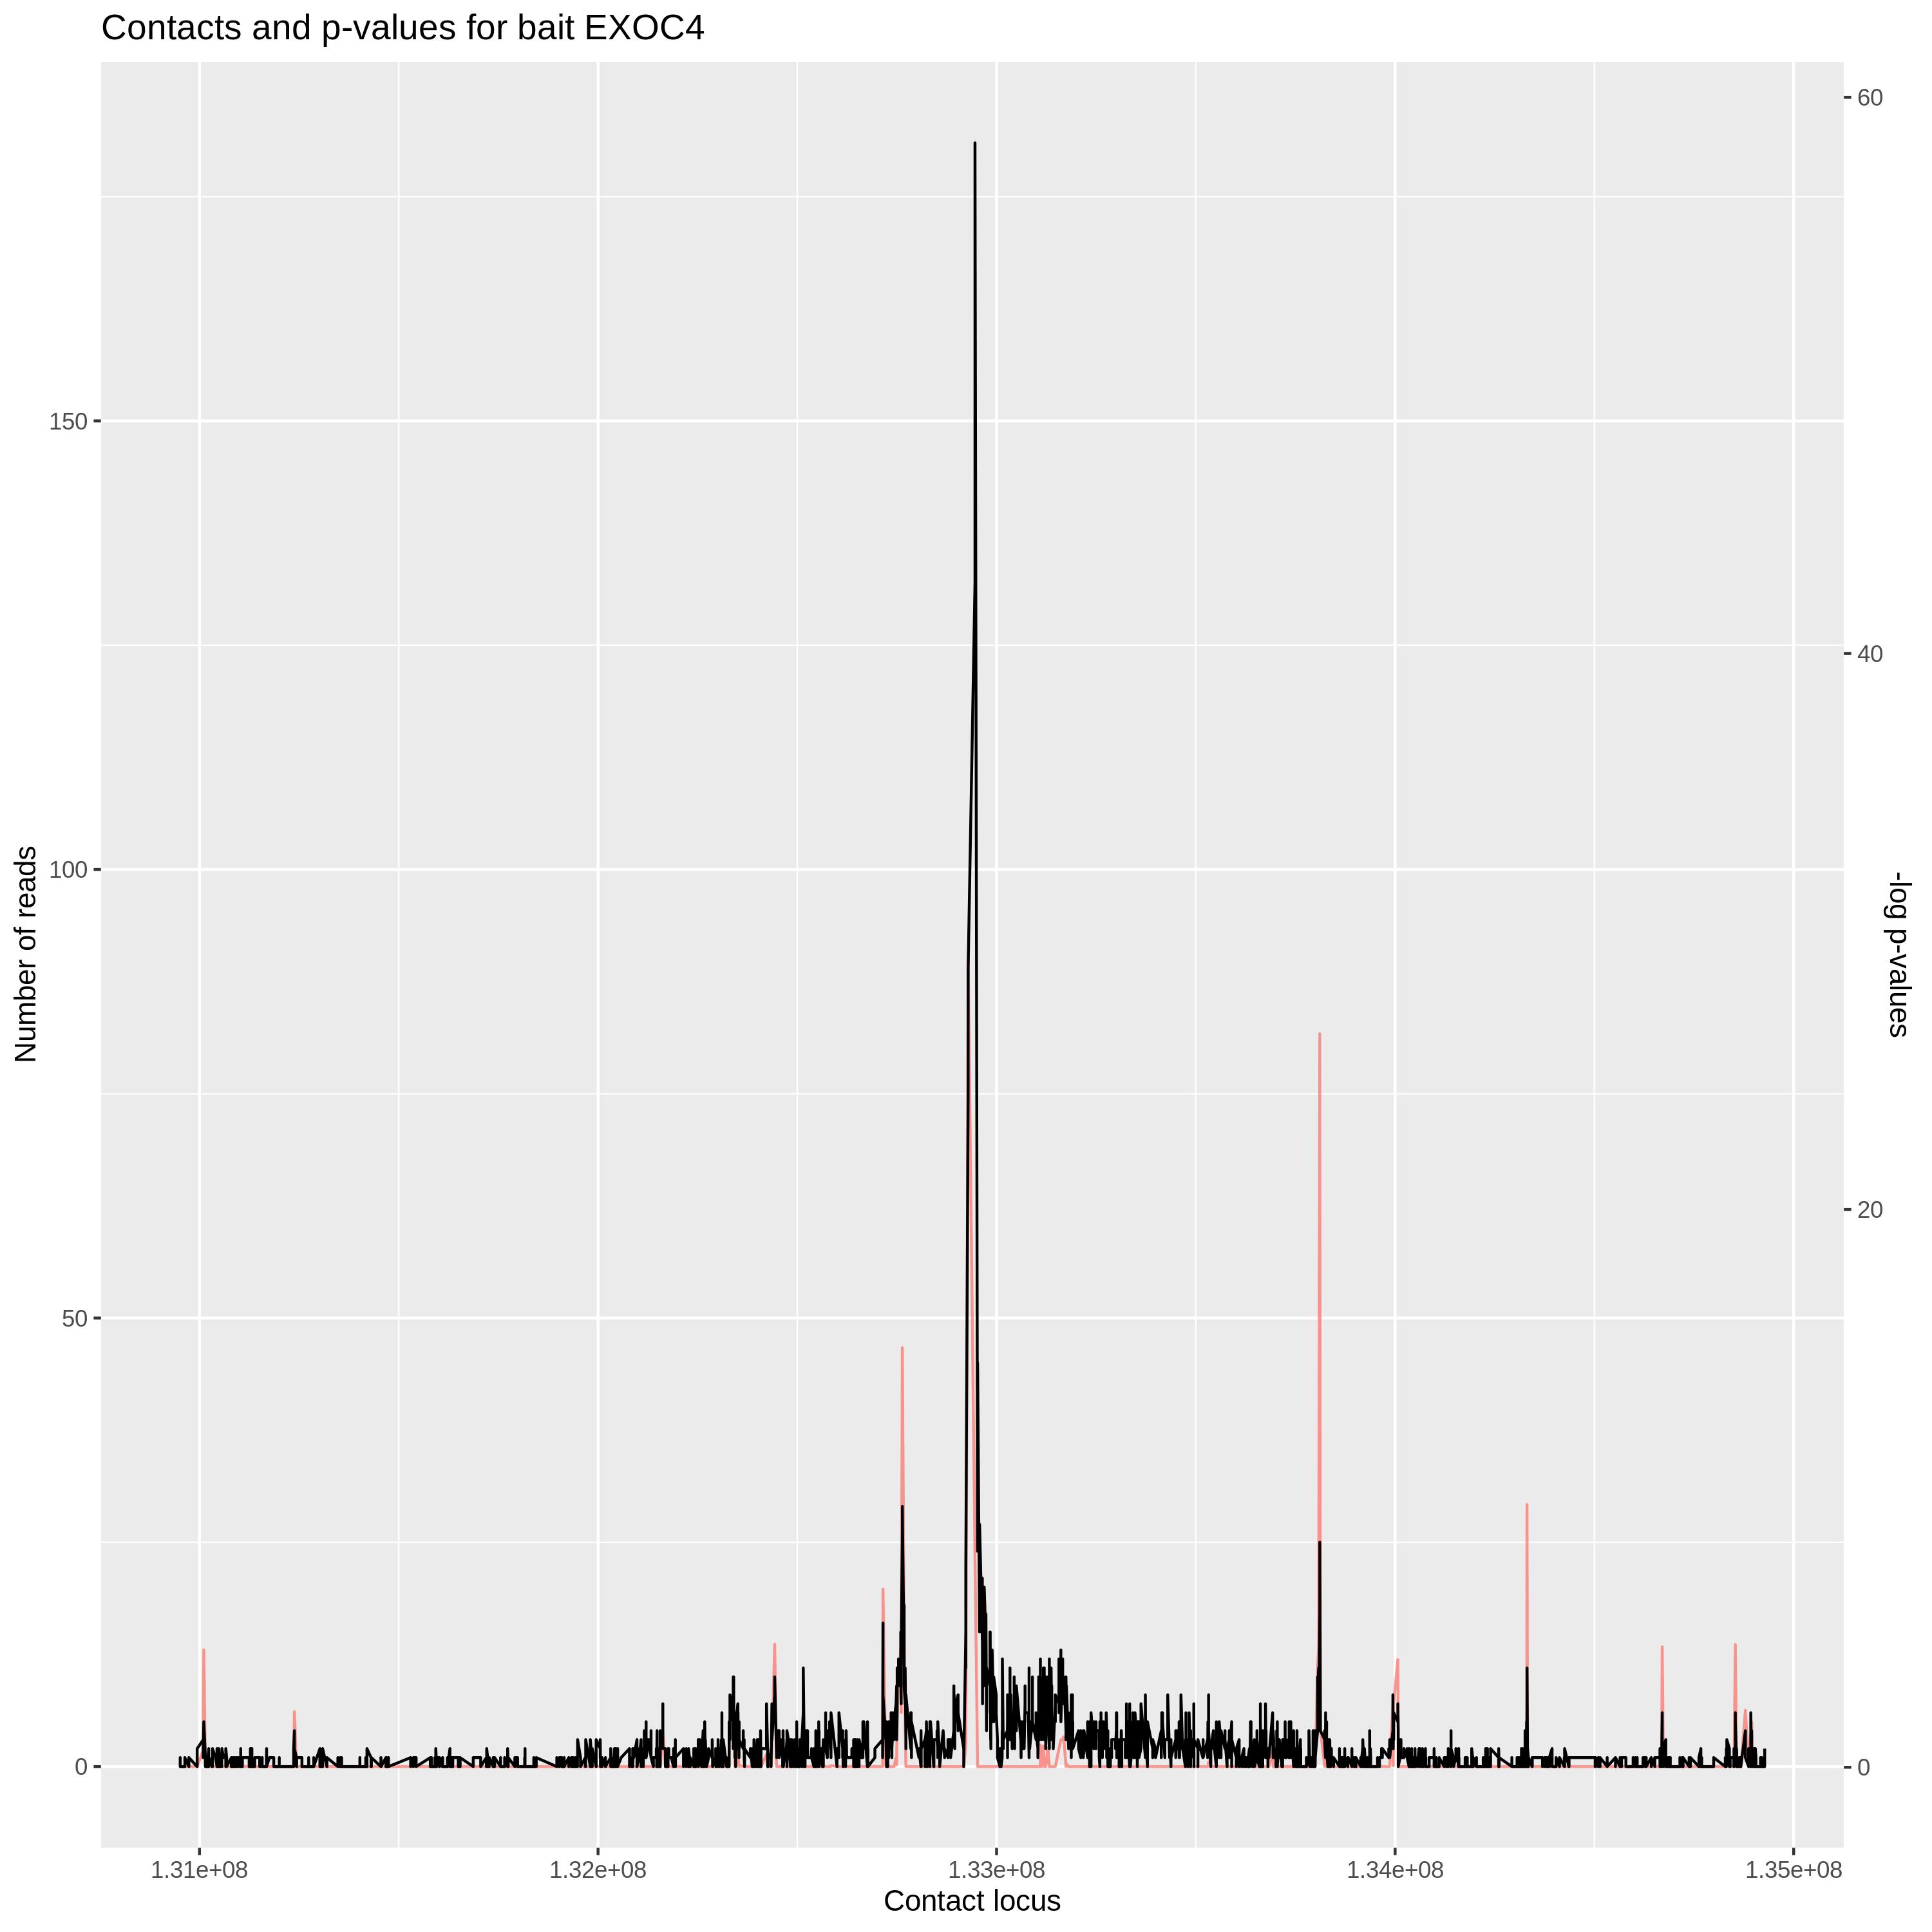 Contacts and p-values for bait EXOC4
60
150
40
100
Number of reads
-log p-values
20
50
0
0
1.31e+08
1.32e+08
1.33e+08
1.34e+08
1.35e+08
Contact locus